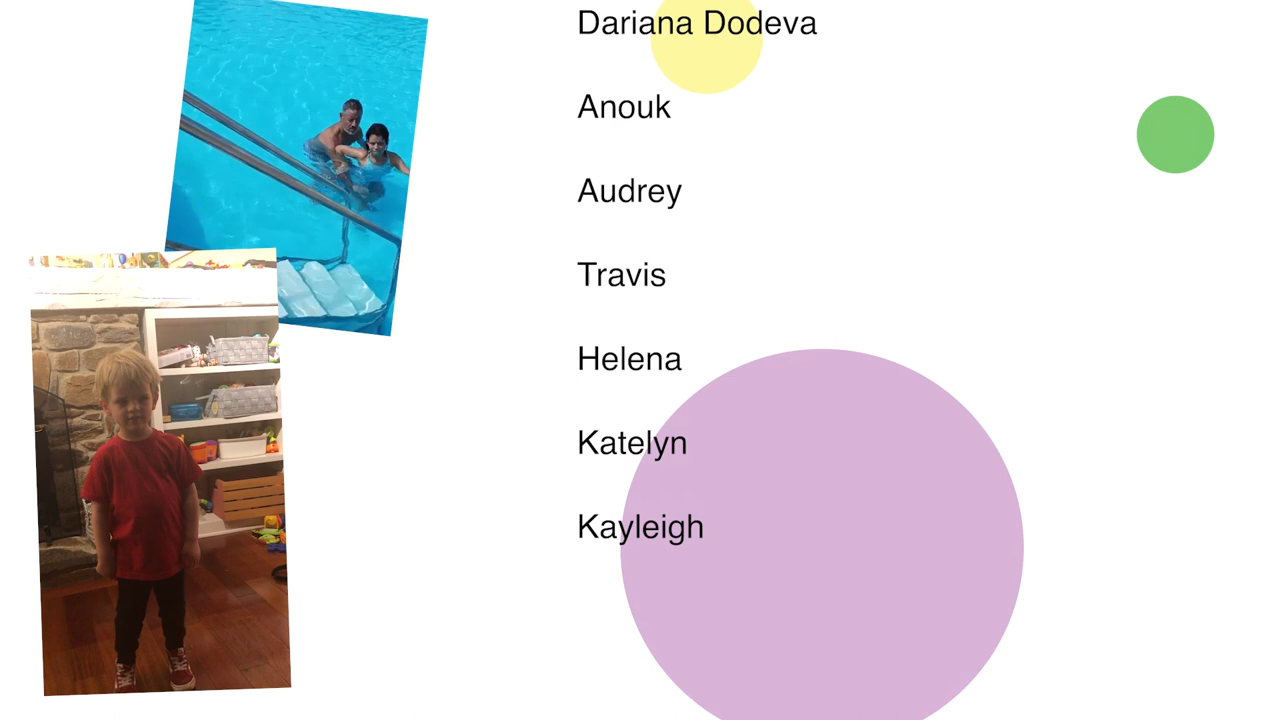 Dariana Dodeva
Anouk
Audrey
Travis
Helena
Katelyn
Kayleigh